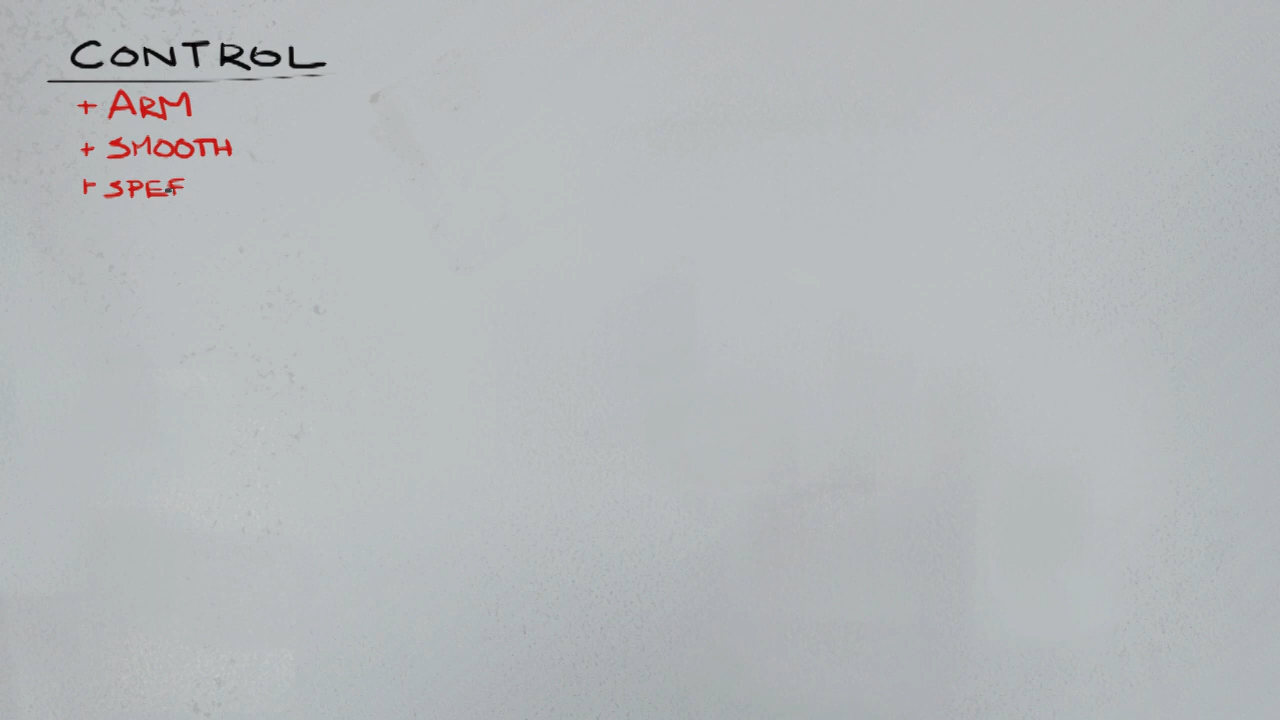 CONTROL
+ ARM
+ SMOOTH
+ SPEF